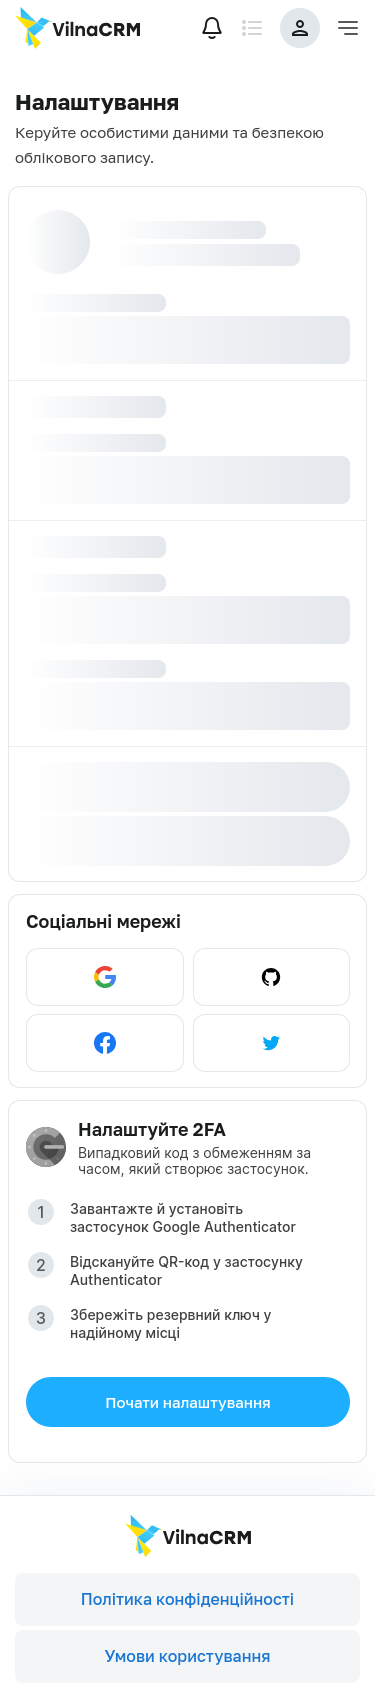 VilnaCRM
Налаштування
Керуйте особистими даними та безпекою
облікового запису.
Соціальні мережі
Налаштуйте 2FA
Випадковий код з обмеженням за
часом, який створює застосунок.
1
Завантажте й установіть
застосунок Google Authenticator
2
Відскануйте QR-код у застосунку
Authenticator
3
Збережіть резервний ключ у
надійному місці
Почати налаштування
VilnaCRM
Політика конфіденційності
Умови користування